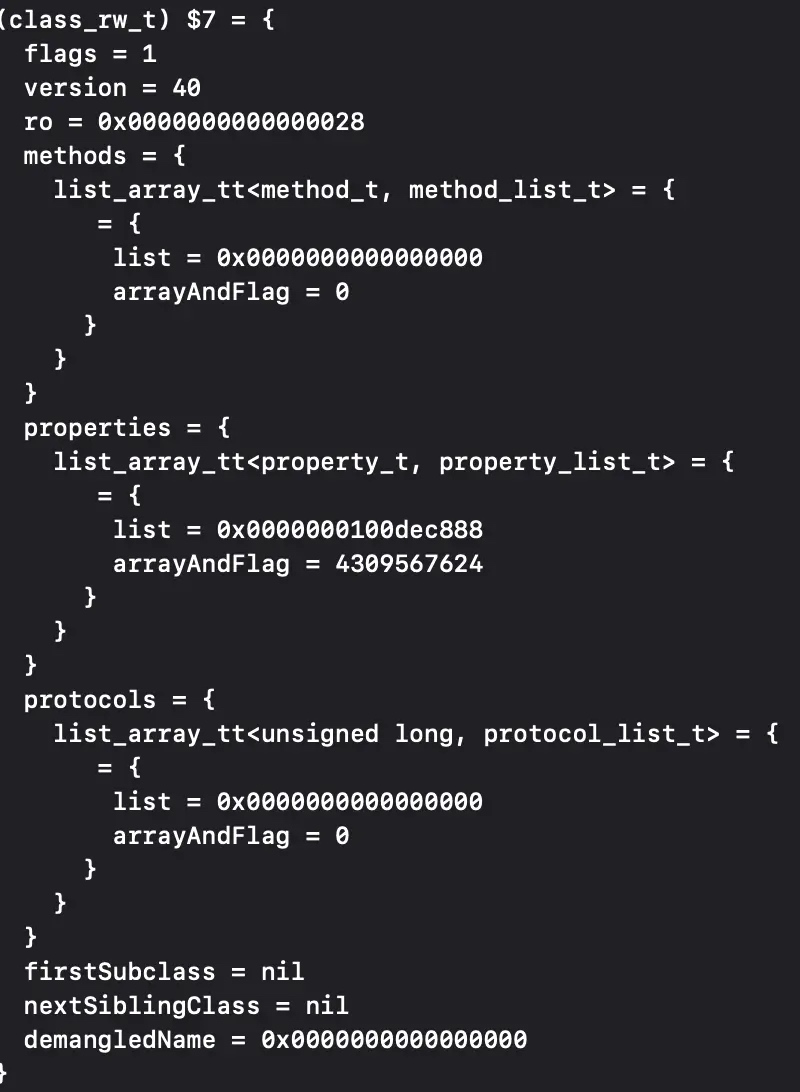 (class_rw_t) $7 = {
  flags = 1
  version = 40
  ro = 0x0000000000000028
  methods = {
    list_array_tt<method_t, method_list_t> = {
       = {
        list = 0x0000000000000000
        arrayAndFlag = 0
      }
    }
  }
  properties = {
    list_array_tt<property_t, property_list_t> = {
       = {
        list = 0x0000000100dec888
        arrayAndFlag = 4309567624
      }
    }
  }
  protocols = {
    list_array_tt<unsigned long, protocol_list_t> = {
       = {
        list = 0x0000000000000000
        arrayAndFlag = 0
      }
    }
  }
  firstSubclass = nil
  nextSiblingClass = nil
  demangledName = 0x0000000000000000
}